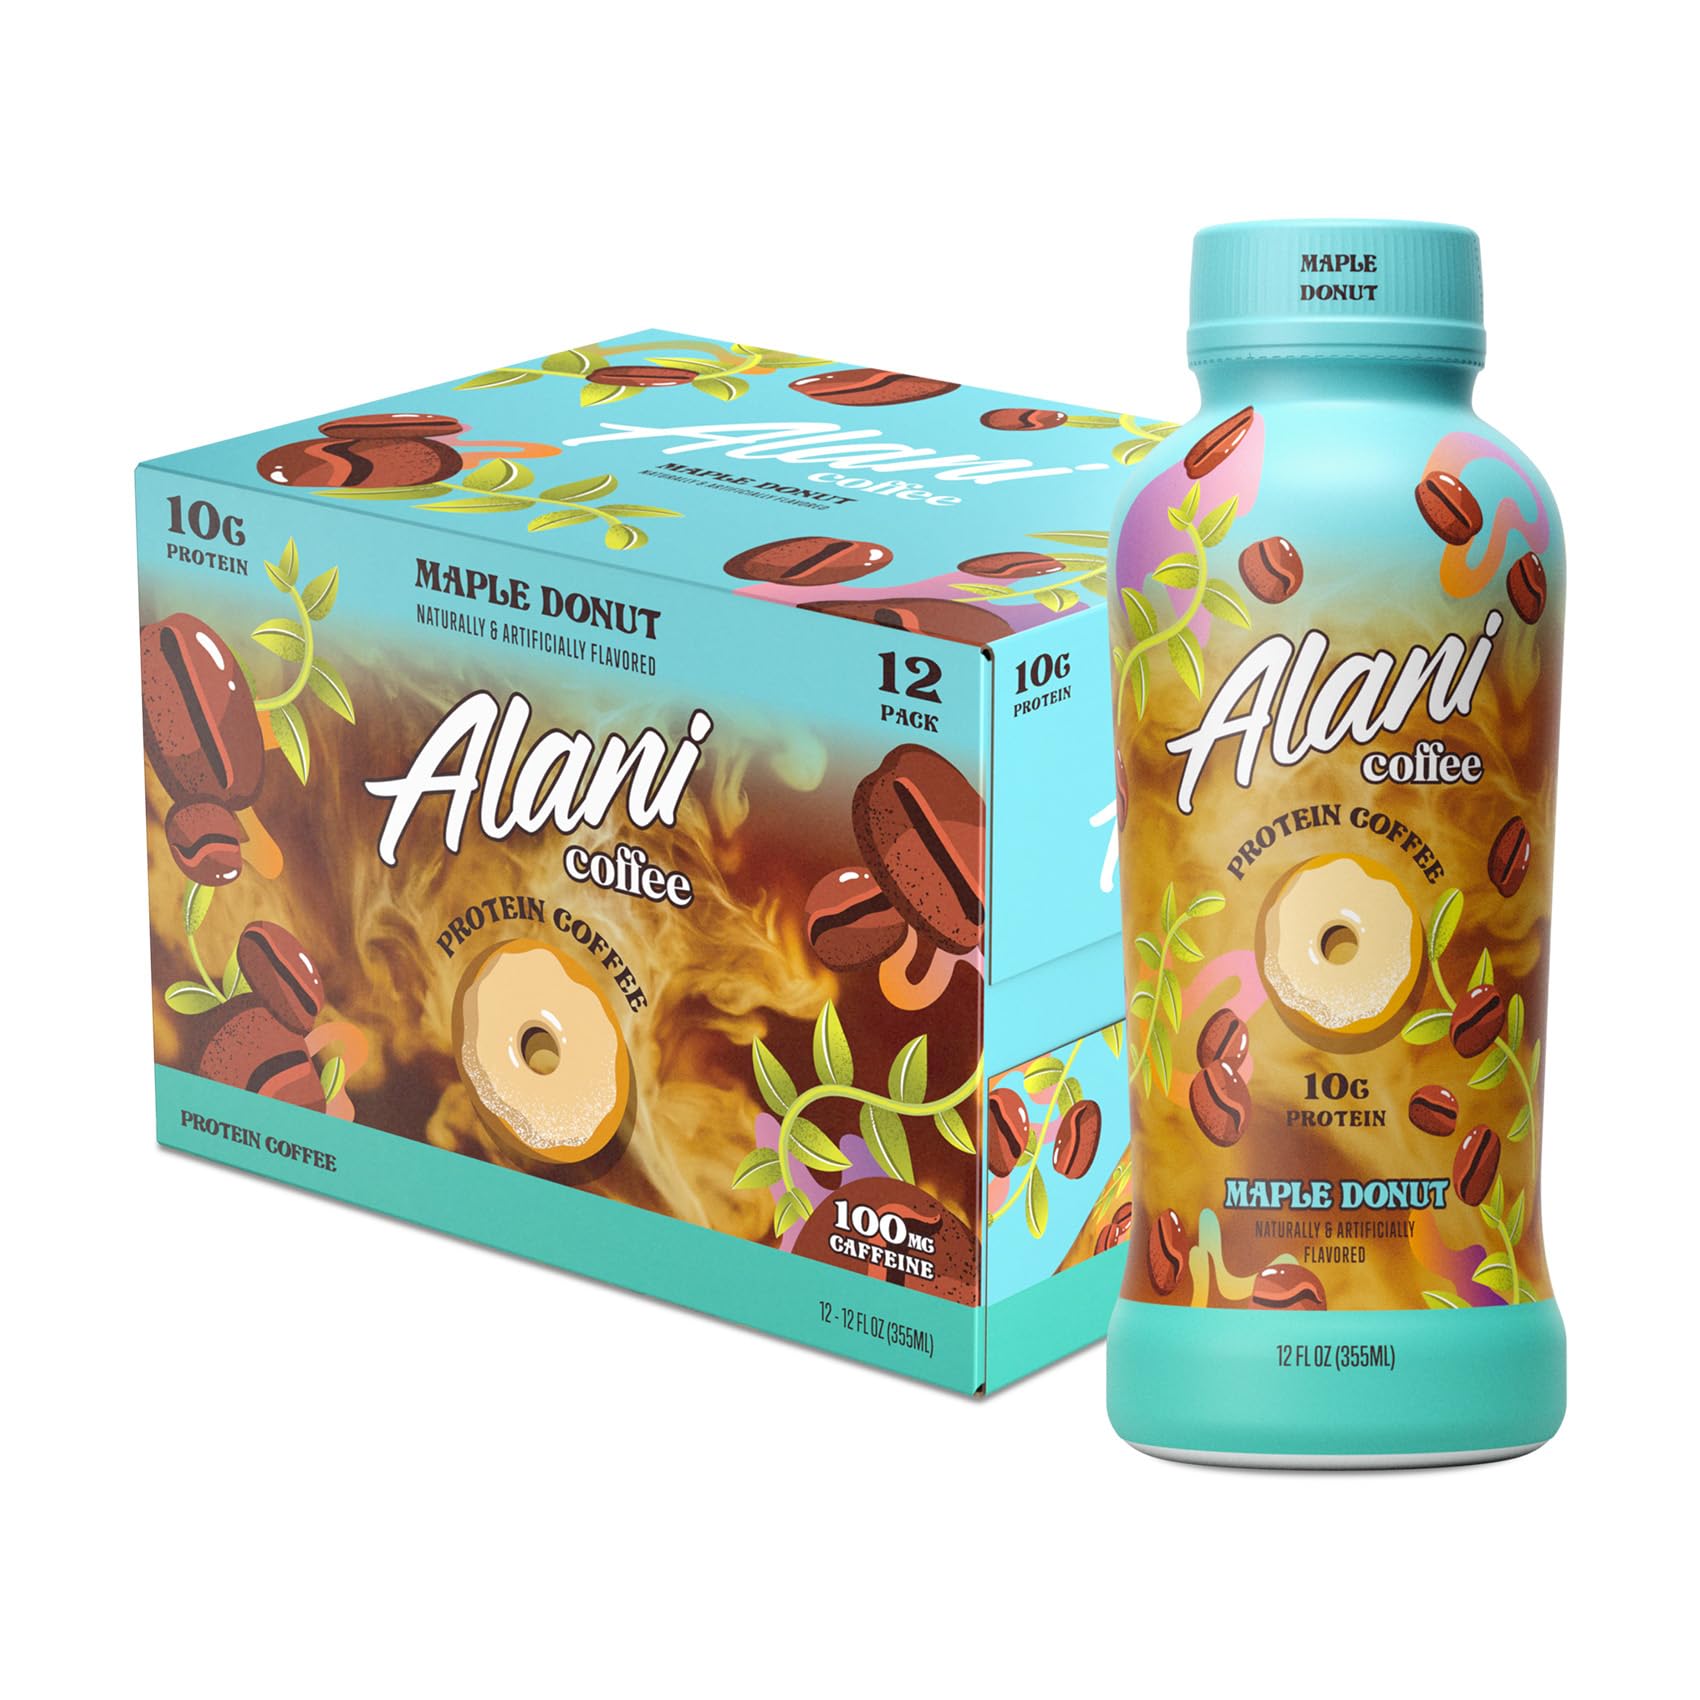 Alani
coffee
MAPLE DONUT
NATURALLY & ARTIFICIALLY FLAVORED
10G
PROTEIN
MAPLE DONUT
NATURALLY & ARTIFICIALLY FLAVORED
12
PACK
Alani
coffee
PROTEIN COFFEE
PROTEIN COFFEE
100MG
CAFFEINE
12 - 12 FL OZ (355ML)
10G
PROTEIN
MAPLE
DONUT
Alani
coffee
PROTEIN COFFEE
10G
PROTEIN
MAPLE DONUT
NATURALLY & ARTIFICIALLY
FLAVORED
12 FL OZ (355ML)